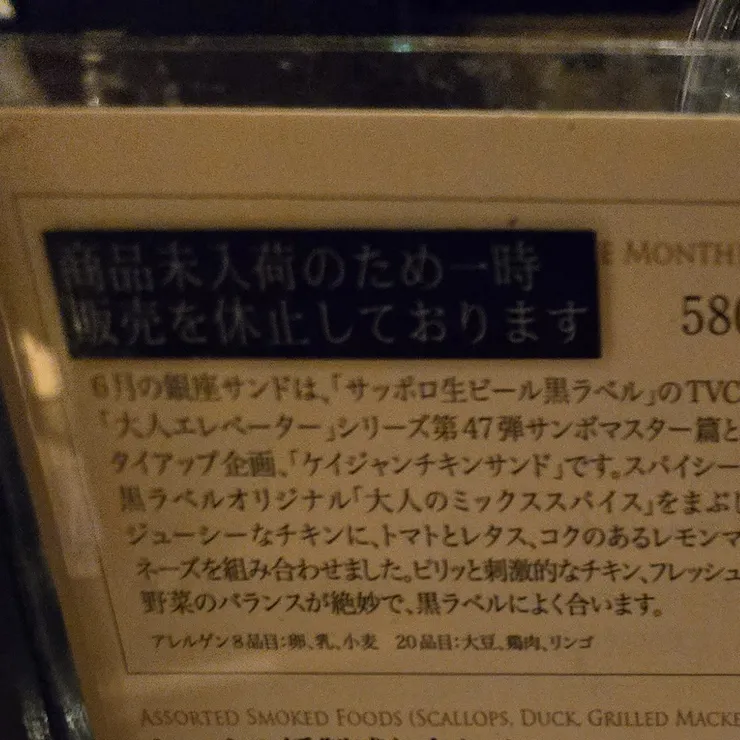 商品未入荷のため一時
販売を休止しております
E MONTH
580
6月の銀座サンドは、「サッポロ生ビール黒ラベル」のTVC
「大人エレベーター」シリーズ第47弾サンボマスター篇と
タイアップ企画、「ケイジャンチキンサンド」です。スパイシー
黒ラベルオリジナル「大人のミックススパイス」をまぶし
ジューシーなチキンに、トマトとレタス、コクのあるレモンマ
ネーズを組み合わせました。ピリッと刺激的なチキン、フレッシュ
野菜のバランスが絶妙で、黒ラベルによく合います。
アレルゲン8品目:卵、乳、小麦 20品目:大豆、鶏肉、リンゴ
ASSORTED SMOKED FOODS (SCALLOPS, DUCK, GRILLED MACKE